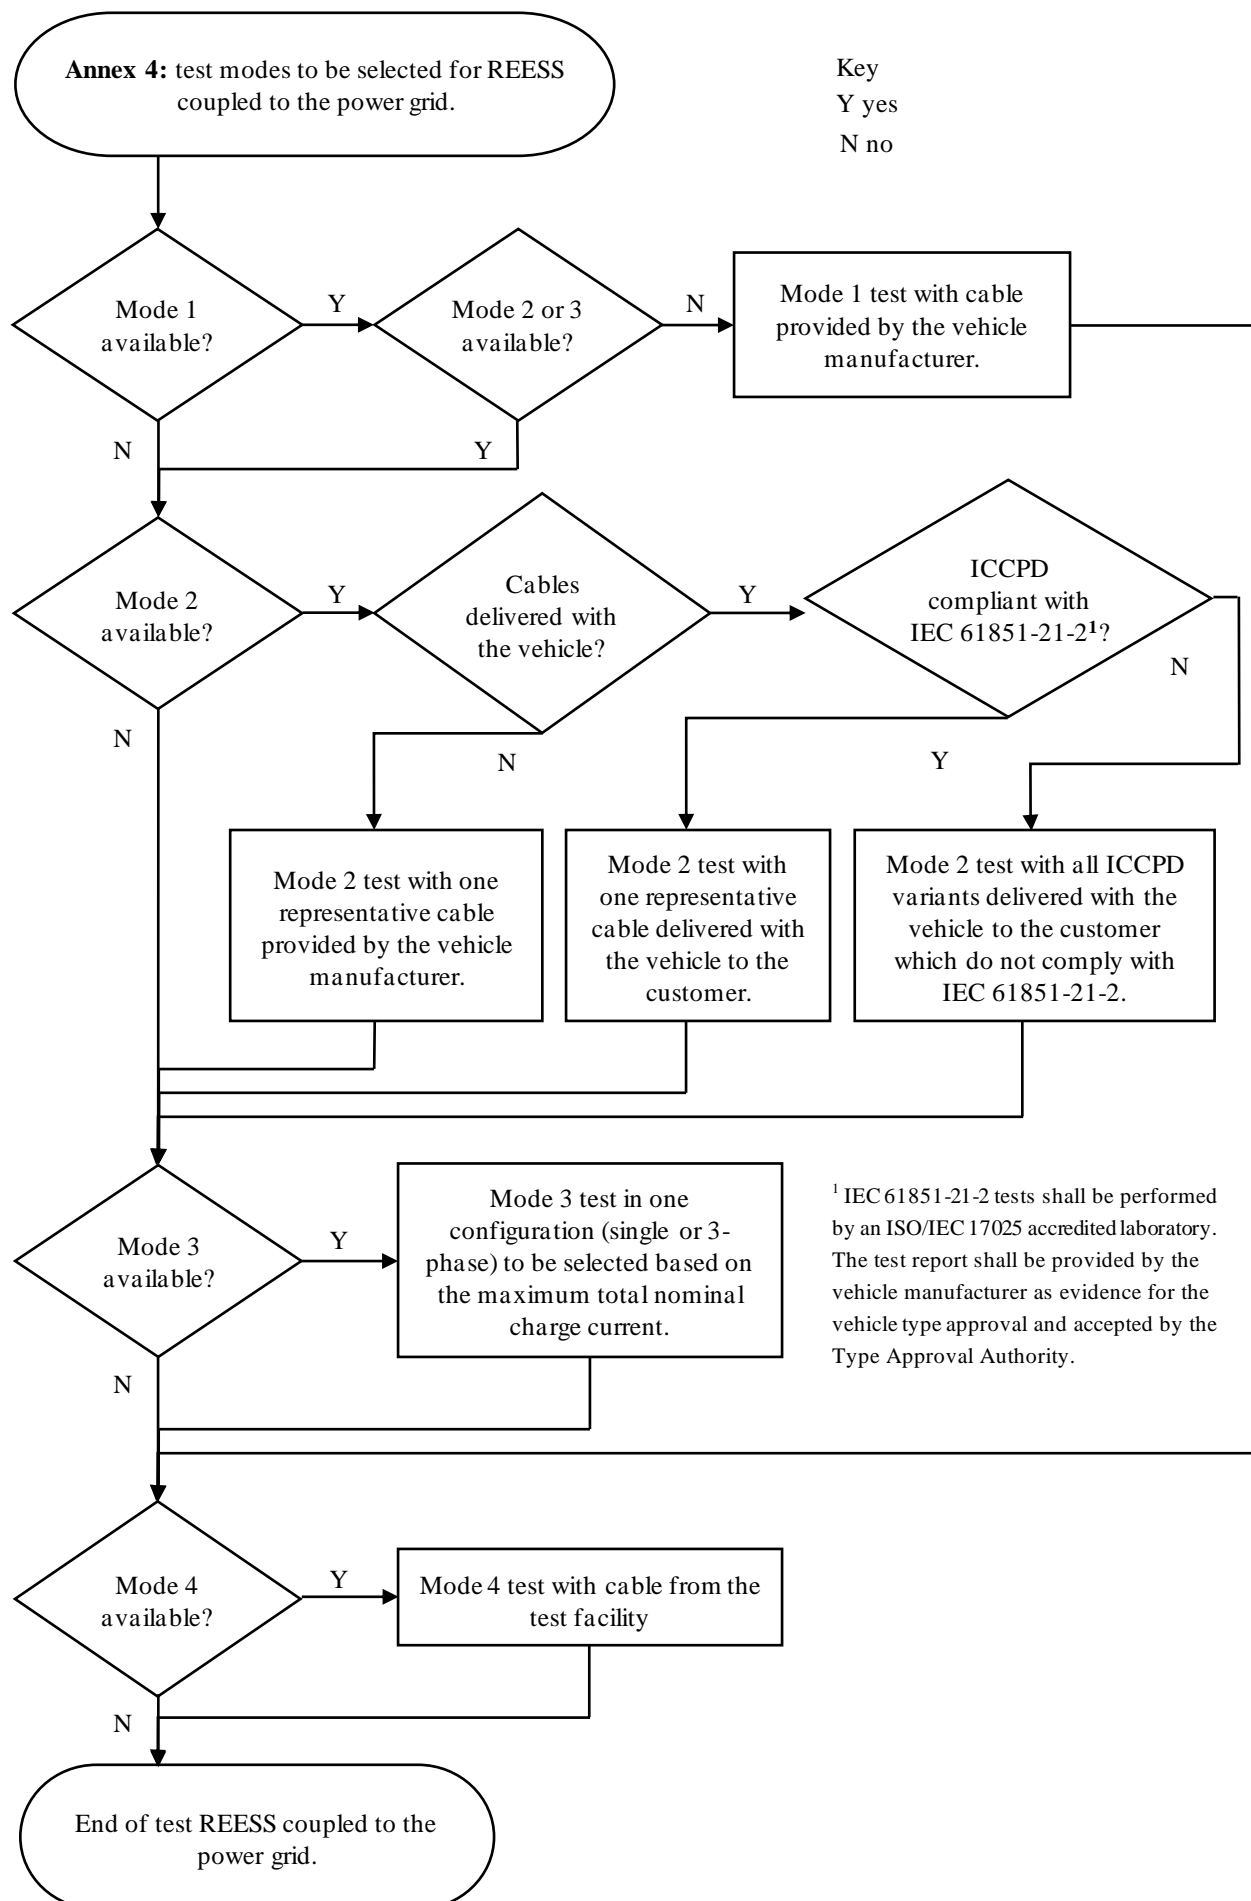 Annex 4: test modes to be selected for REESS
coupled to the power grid.
Key
Y yes
N no
Mode 1
available?
Y
Mode 2 or 3
available?
N
Mode 1 test with cable
provided by the vehicle
manufacturer.
N
Y
Mode 2
available?
Y
Cables
delivered with
the vehicle?
Y
ICCPD
compliant with
IEC 61851-21-2¹?
N
N
N
Y
Mode 2 test with one
representative cable
provided by the vehicle
manufacturer.
Mode 2 test with
one representative
cable delivered with
the vehicle to the
customer.
Mode 2 test with all ICCPD
variants delivered with the
vehicle to the customer
which do not comply with
IEC 61851-21-2.
Mode 3
available?
Y
Mode 3 test in one
configuration (single or 3-
phase) to be selected based on
the maximum total nominal
charge current.
¹ IEC 61851-21-2 tests shall be performed
by an ISO/IEC 17025 accredited laboratory.
The test report shall be provided by the
vehicle manufacturer as evidence for the
vehicle type approval and accepted by the
Type Approval Authority.
N
Mode 4
available?
Y
Mode 4 test with cable from the
test facility
N
End of test REESS coupled to the
power grid.